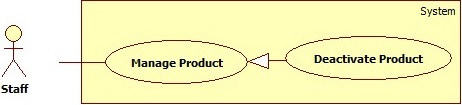 System
Manage Product
Deactivate Product
Staff